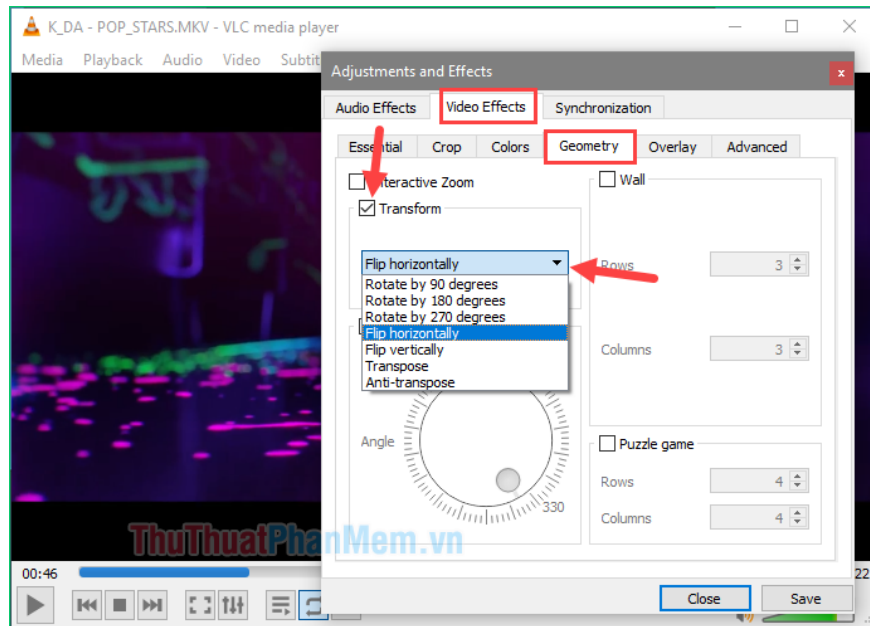 K_DA - POP_STARS.MKV - VLC media player
Media Playback Audio Video Subtit
Adjustments and Effects
x
Audio Effects Video Effects Synchronization
Essential Crop Colors Geometry Overlay Advanced
Interactive Zoom
Transform
Flip horizontally
Rotate by 90 degrees
Rotate by 180 degrees
Rotate by 270 degrees
Flip horizontally
Flip vertically
Transpose
Anti-transpose
Angle
330
Wall
Rows 3
Columns 3
Puzzle game
Rows 4
Columns 4
ThuThuatPhanMem.vn
00:46
22
Close Save